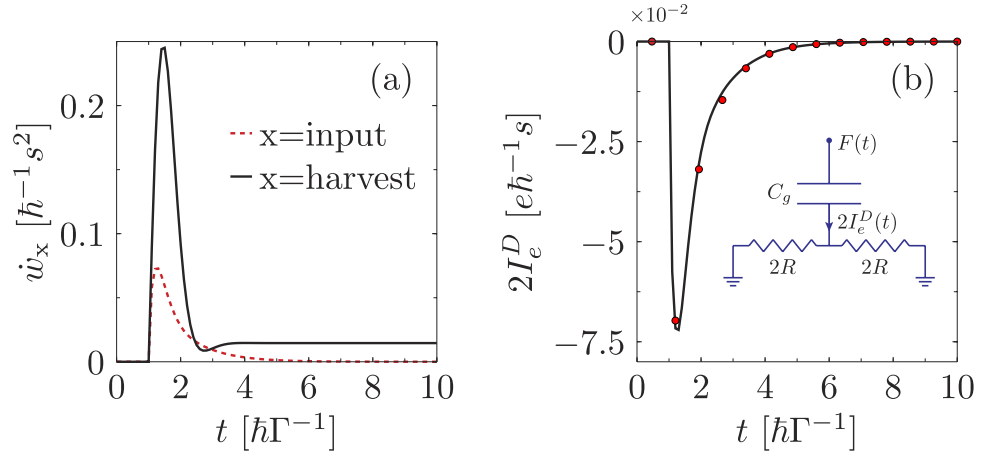 (a)
0.2
0.1
0
ẇₓ [ħ⁻¹s²]
x=input
x=harvest
0 2 4 6 8 10
t [ħΓ⁻¹]
×10⁻²
(b)
0
−2.5
−5
−7.5
2Iₑᴰ [eħ⁻¹s]
F(t)
C_g
2Iₑᴰ(t)
2R 2R
0 2 4 6 8 10
t [ħΓ⁻¹]